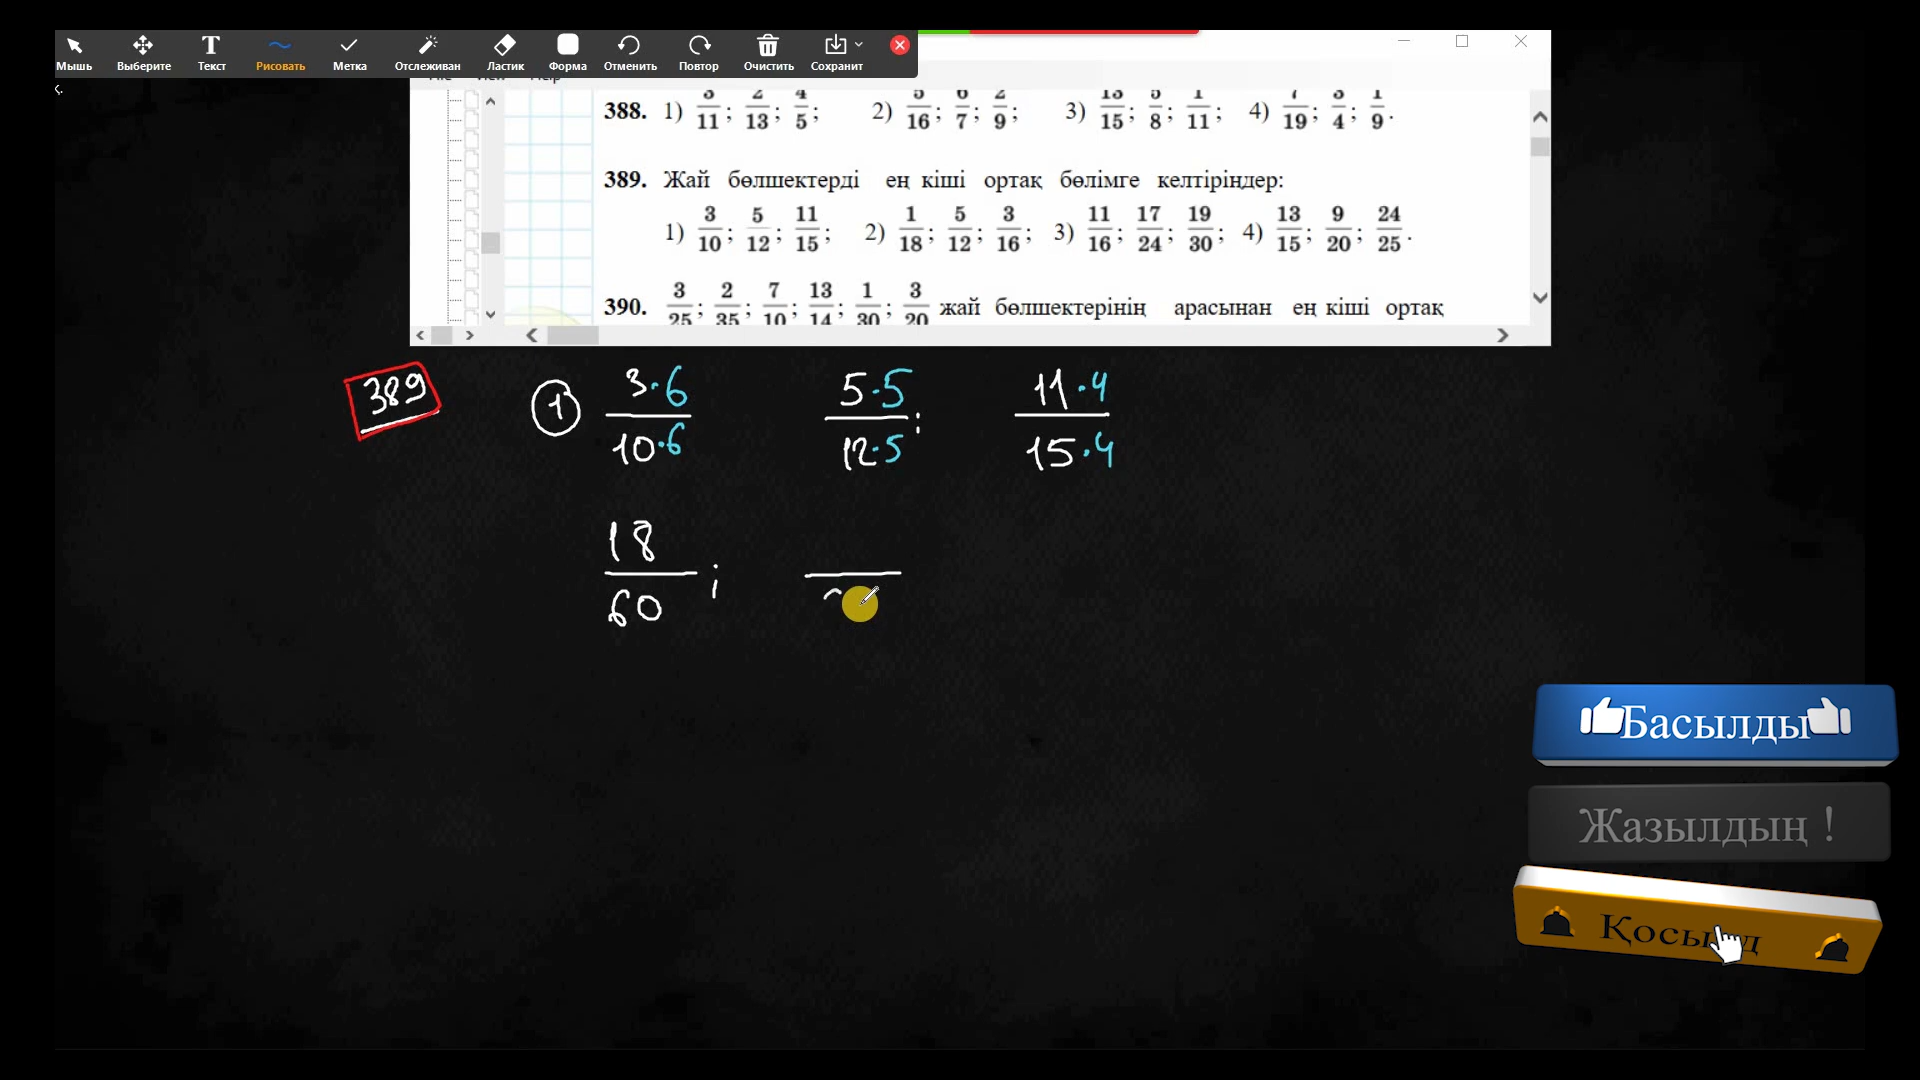 Мышь Выберите Текст Рисовать Метка Отслеживан Ластик Форма Отменить Повтор Очистить Сохранит
388. 1) 3/11; 2/13; 4/5; 2) 5/16; 6/7; 2/9; 3) 13/15; 5/8; 1/11; 4) 7/19; 3/4; 1/9.
389. Жай бөлшектерді ең кіші ортақ бөлімге келтіріңдер:
1) 3/10; 5/12; 11/15; 2) 1/18; 5/12; 3/16; 3) 11/16; 17/24; 19/30; 4) 13/15; 9/20; 24/25.
390. 3/25; 2/35; 7/10; 13/14; 1/30; 3/20 жай бөлшектерінің арасынан ең кіші ортақ
389 1 3·6/10·6 5·5/12·5; 11·4/15·4
18/60;
Басылды
Жазылдың !
Қосыл